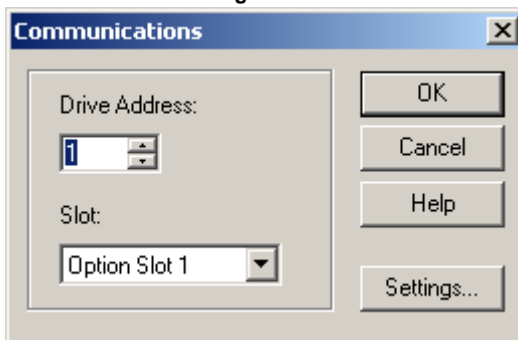 Communications
Drive Address:
1
Slot:
Option Slot 1
OK
Cancel
Help
Settings...